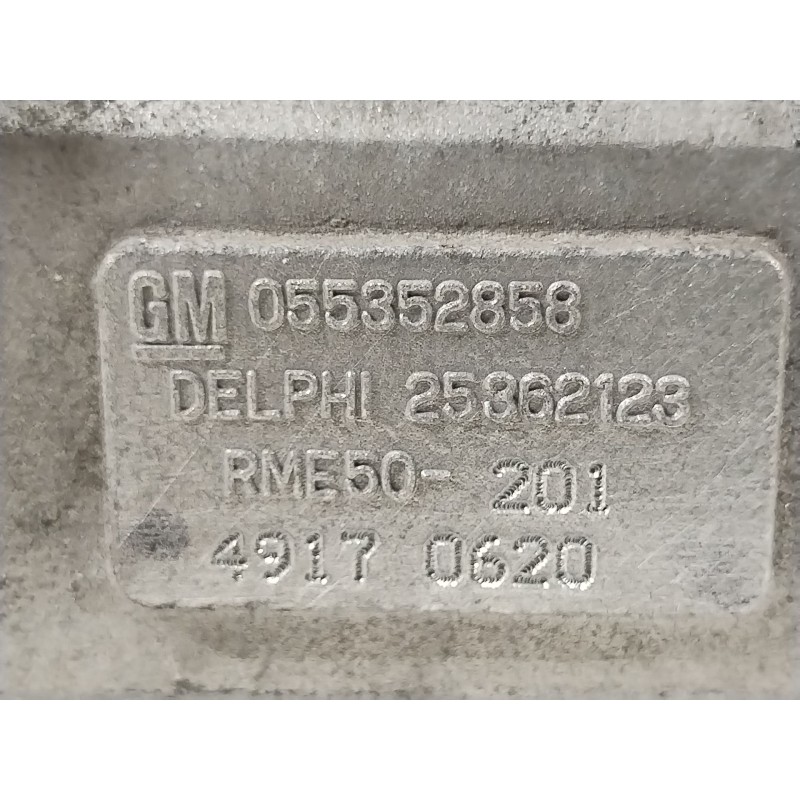 GM 055352858
DELPHI 25362123
RME50- 201
4917 0620